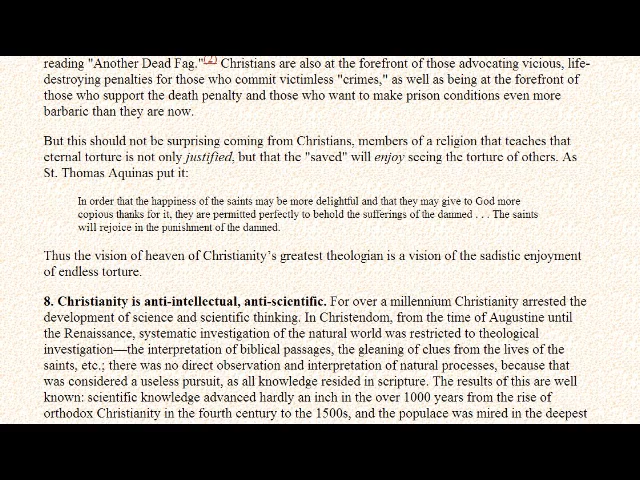 reading "Another Dead Fag."(2) Christians are also at the forefront of those advocating vicious, life-
destroying penalties for those who commit victimless "crimes," as well as being at the forefront of
those who support the death penalty and those who want to make prison conditions even more
barbaric than they are now.
But this should not be surprising coming from Christians, members of a religion that teaches that
eternal torture is not only justified, but that the "saved" will enjoy seeing the torture of others. As
St. Thomas Aquinas put it:
In order that the happiness of the saints may be more delightful and that they may give to God more
copious thanks for it, they are permitted perfectly to behold the sufferings of the damned . . . The saints
will rejoice in the punishment of the damned.
Thus the vision of heaven of Christianity’s greatest theologian is a vision of the sadistic enjoyment
of endless torture.
8. Christianity is anti-intellectual, anti-scientific. For over a millennium Christianity arrested the
development of science and scientific thinking. In Christendom, from the time of Augustine until
the Renaissance, systematic investigation of the natural world was restricted to theological
investigation—the interpretation of biblical passages, the gleaning of clues from the lives of the
saints, etc.; there was no direct observation and interpretation of natural processes, because that
was considered a useless pursuit, as all knowledge resided in scripture. The results of this are well
known: scientific knowledge advanced hardly an inch in the over 1000 years from the rise of
orthodox Christianity in the fourth century to the 1500s, and the populace was mired in the deepest